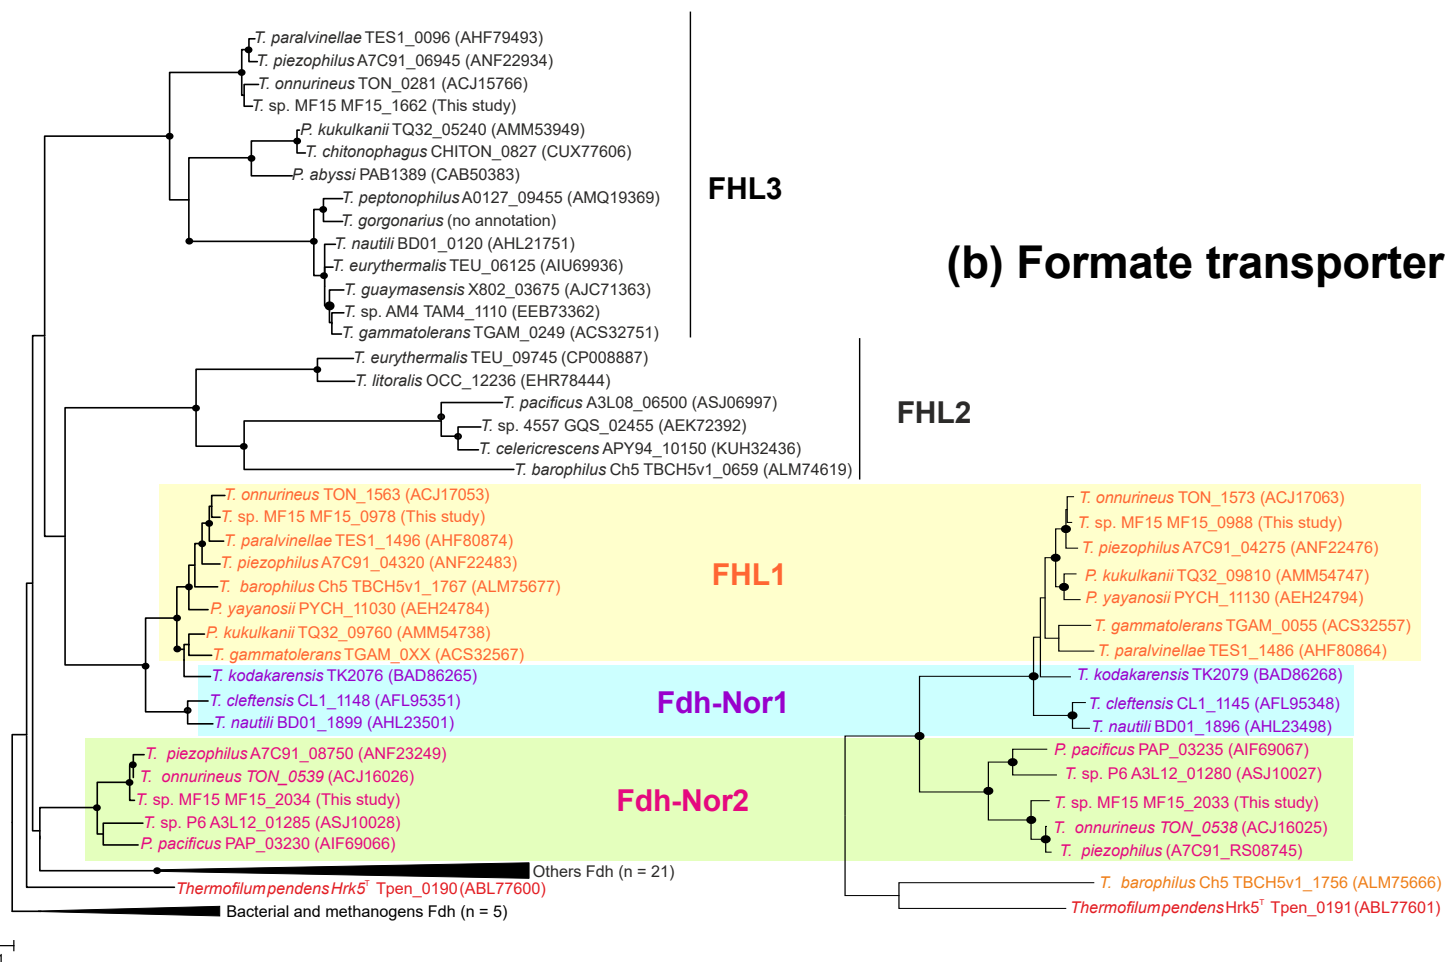 T. paralvinellae TES1_0096 (AHF79493)
T. piezophilus A7C91_06945 (ANF22934)
T. onnurineus TON_0281 (ACJ15766)
T. sp. MF15 MF15_1662 (This study)
P. kukulkanii TQ32_05240 (AMM53949)
T. chitonophagus CHITON_0827 (CUX77606)
P. abyssi PAB1389 (CAB50383)
T. peptonophilus A0127_09455 (AMQ19369)
T. gorgonarius (no annotation)
T. nautili BD01_0120 (AHL21751)
T. eurythermalis TEU_06125 (AIU69936)
T. guaymasensis X802_03675 (AJC71363)
T. sp. AM4 TAM4_1110 (EEB73362)
T. gammatolerans TGAM_0249 (ACS32751)
FHL3
(b) Formate transporter
T. eurythermalis TEU_09745 (CP008887)
T. litoralis OCC_12236 (EHR78444)
T. pacificus A3L08_06500 (ASJ06997)
T. sp. 4557 GQS_02455 (AEK72392)
T. celericrescens APY94_10150 (KUH32436)
T. barophilus Ch5 TBCH5v1_0659 (ALM74619)
FHL2
T. onnurineus TON_1563 (ACJ17053)
T. sp. MF15 MF15_0978 (This study)
T. paralvinellae TES1_1496 (AHF80874)
T. piezophilus A7C91_04320 (ANF22483)
T. barophilus Ch5 TBCH5v1_1767 (ALM75677)
P. yayanosii PYCH_11030 (AEH24784)
P. kukulkanii TQ32_09760 (AMM54738)
T. gammatolerans TGAM_0XX (ACS32567)
FHL1
T. onnurineus TON_1573 (ACJ17063)
T. sp. MF15 MF15_0988 (This study)
T. piezophilus A7C91_04275 (ANF22476)
P. kukulkanii TQ32_09810 (AMM54747)
P. yayanosii PYCH_11130 (AEH24794)
T. gammatolerans TGAM_0055 (ACS32557)
T. paralvinellae TES1_1486 (AHF80864)
T. kodakarensis TK2076 (BAD86265)
T. cleftensis CL1_1148 (AFL95351)
T. nautili BD01_1899 (AHL23501)
Fdh-Nor1
T. kodakarensis TK2079 (BAD86268)
T. cleftensis CL1_1145 (AFL95348)
T. nautili BD01_1896 (AHL23498)
T. piezophilus A7C91_08750 (ANF23249)
T. onnurineus TON_0539 (ACJ16026)
T. sp. MF15 MF15_2034 (This study)
T. sp. P6 A3L12_01285 (ASJ10028)
P. pacificus PAP_03230 (AIF69066)
Fdh-Nor2
P. pacificus PAP_03235 (AIF69067)
T. sp. P6 A3L12_01280 (ASJ10027)
T. sp. MF15 MF15_2033 (This study)
T. onnurineus TON_0538 (ACJ16025)
T. piezophilus (A7C91_RS08745)
Others Fdh (n = 21)
Thermofilum pendens Hrk5ᵀ Tpen_0190 (ABL77600)
Bacterial and methanogens Fdh (n = 5)
T. barophilus Ch5 TBCH5v1_1756 (ALM75666)
Thermofilum pendens Hrk5ᵀ Tpen_0191 (ABL77601)